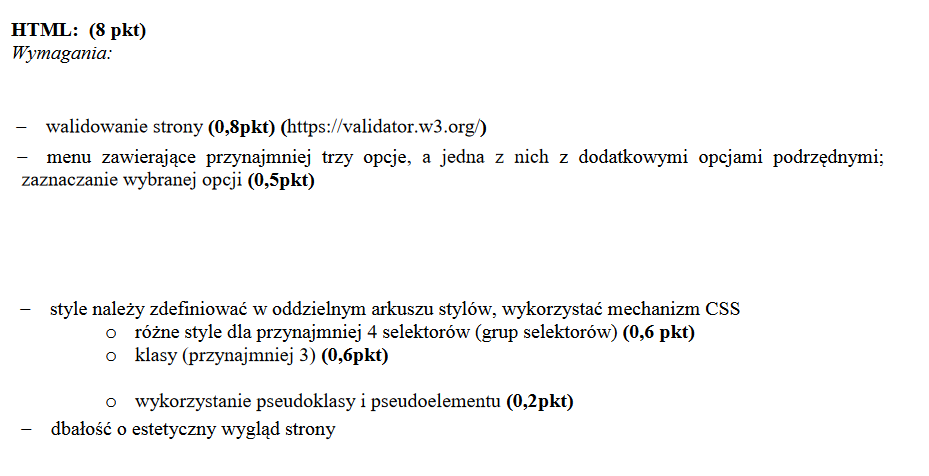 HTML: (8 pkt)
Wymagania:
– walidowanie strony (0,8pkt) (https://validator.w3.org/)
– menu zawierające przynajmniej trzy opcje, a jedna z nich z dodatkowymi opcjami podrzędnymi;
zaznaczanie wybranej opcji (0,5pkt)
– style należy zdefiniować w oddzielnym arkuszu stylów, wykorzystać mechanizm CSS
o różne style dla przynajmniej 4 selektorów (grup selektorów) (0,6 pkt)
o klasy (przynajmniej 3) (0,6pkt)
o wykorzystanie pseudoklasy i pseudoelementu (0,2pkt)
– dbałość o estetyczny wygląd strony